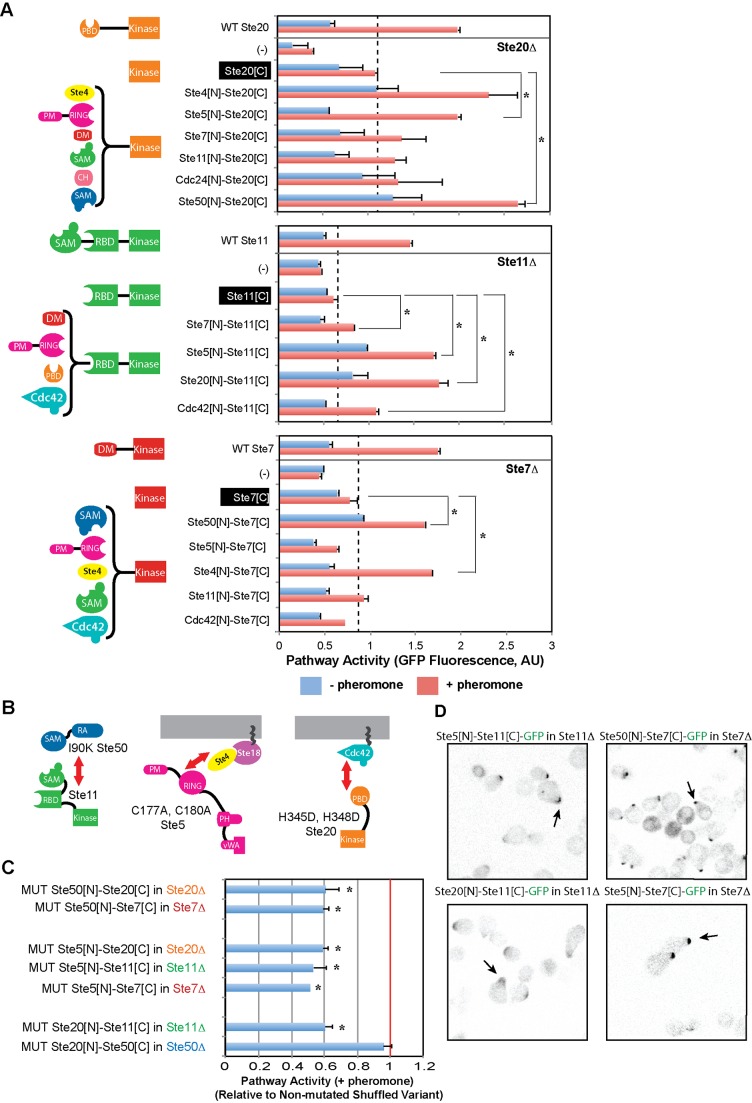 A
PBD
Kinase
WT Ste20
(-)
Ste20Δ
Kinase
Ste20[C]
Ste4
Ste4[N]-Ste20[C]
*
PM
RING
Ste5[N]-Ste20[C]
DM
Ste7[N]-Ste20[C]
*
Kinase
SAM
Ste11[N]-Ste20[C]
CH
Cdc24[N]-Ste20[C]
SAM
Ste50[N]-Ste20[C]
SAM
RBD
Kinase
WT Ste11
(-)
Ste11Δ
RBD
Kinase
Ste11[C]
DM
Ste7[N]-Ste11[C]
*
*
*
*
PM
RING
Ste5[N]-Ste11[C]
RBD
Kinase
PBD
Ste20[N]-Ste11[C]
Cdc42
Cdc42[N]-Ste11[C]
DM
Kinase
WT Ste7
(-)
Ste7Δ
Kinase
Ste7[C]
*
SAM
Ste50[N]-Ste7[C]
*
PM
RING
Ste5[N]-Ste7[C]
Ste4
Kinase
Ste4[N]-Ste7[C]
SAM
Ste11[N]-Ste7[C]
Cdc42
Cdc42[N]-Ste7[C]
0
0.5
1
1.5
2
2.5
3
Pathway Activity (GFP Fluorescence, AU)
- pheromone
+ pheromone
B
SAM
RA
I90K Ste50
SAM
Ste11
RBD
Kinase
Ste4
Ste18
PM
RING
C177A, C180A
Ste5
PH
vWA
Cdc42
PBD
H345D, H348D
Ste20
Kinase
C
MUT Ste50[N]-Ste20[C] in Ste20Δ
*
MUT Ste50[N]-Ste7[C] in Ste7Δ
*
MUT Ste5[N]-Ste20[C] in Ste20Δ
*
MUT Ste5[N]-Ste11[C] in Ste11Δ
*
MUT Ste5[N]-Ste7[C] in Ste7Δ
*
MUT Ste20[N]-Ste11[C] in Ste11Δ
*
MUT Ste20[N]-Ste50[C] in Ste50Δ
0
0.2
0.4
0.6
0.8
1
1.2
Pathway Activity (+ pheromone)
(Relative to Non-mutated Shuffled Variant)
D
Ste5[N]-Ste11[C]-GFP in Ste11Δ
Ste50[N]-Ste7[C]-GFP in Ste7Δ
Ste20[N]-Ste11[C]-GFP in Ste11Δ
Ste5[N]-Ste7[C]-GFP in Ste7Δ